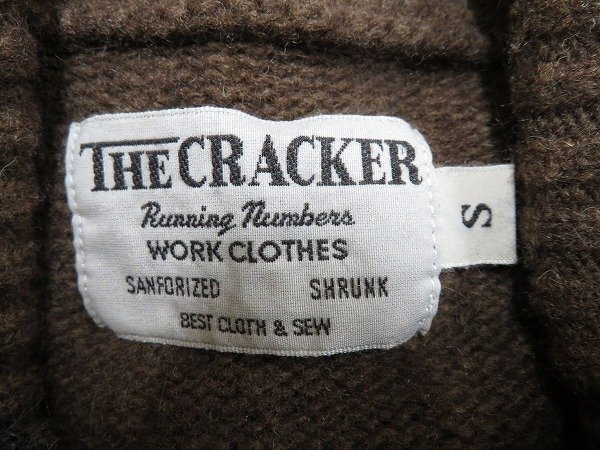 THE CRACKER
Running Numbers
WORK CLOTHES
SANFORIZED SHRUNK
BEST CLOTH & SEW
S